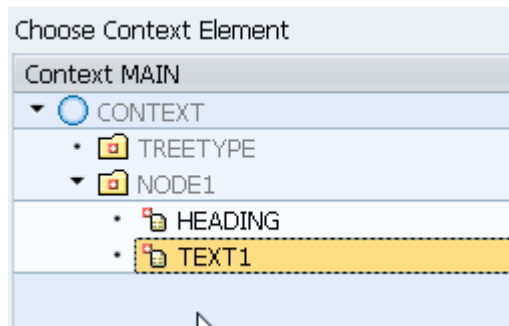 Choose Context Element
Context MAIN
CONTEXT
TREETYPE
NODE1
HEADING
TEXT1